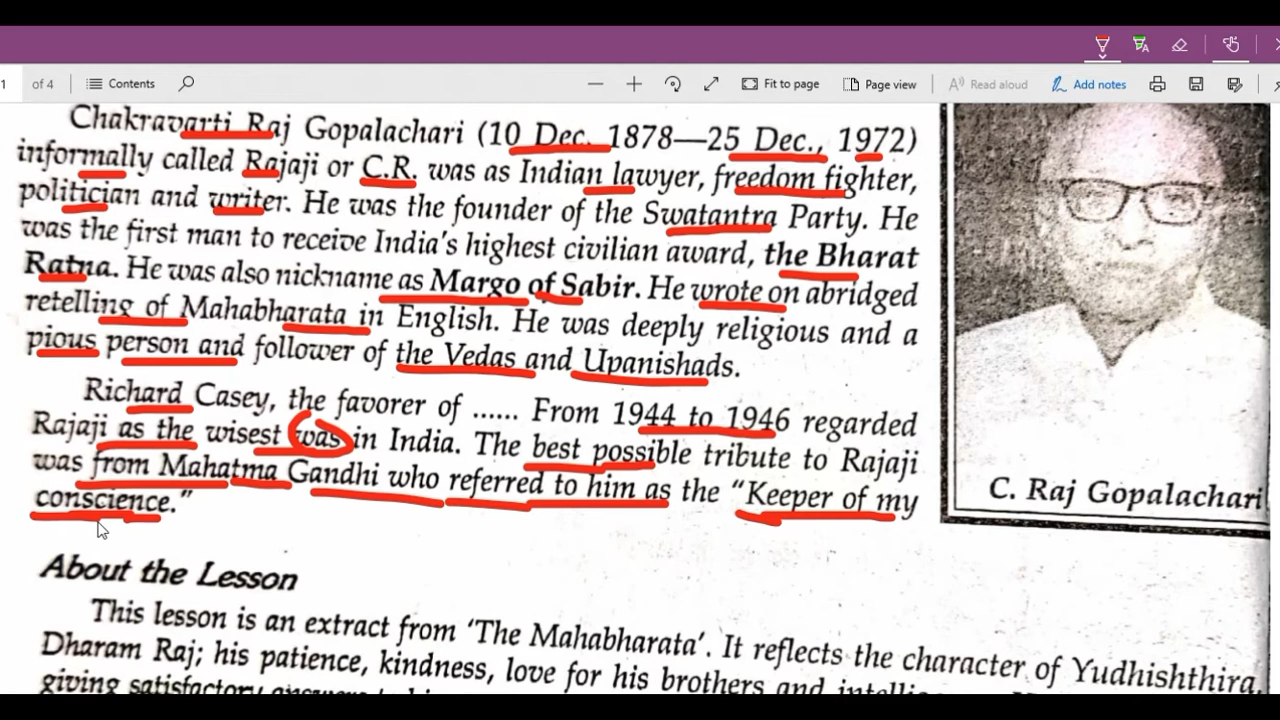 1 of 4 Contents Fit to page Page view Read aloud Add notes
Chakravarti Raj Gopalachari (10 Dec. 1878—25 Dec., 1972)
informally called Rajaji or C.R. was as Indian lawyer, freedom fighter,
politician and writer. He was the founder of the Swatantra Party. He
was the first man to receive India's highest civilian award, the Bharat
Ratna. He was also nickname as Margo of Sabir. He wrote on abridged
retelling of Mahabharata in English. He was deeply religious and a
pious person and follower of the Vedas and Upanishads.
Richard Casey, the favorer of ...... From 1944 to 1946 regarded
Rajaji as the wisest was in India. The best possible tribute to Rajaji
was from Mahatma Gandhi who referred to him as the "Keeper of my
conscience."
C. Raj Gopalachari
About the Lesson
This lesson is an extract from 'The Mahabharata'. It reflects the character of Yudhishthira,
Dharam Raj; his patience, kindness, love for his brothers and
giving satisfactory